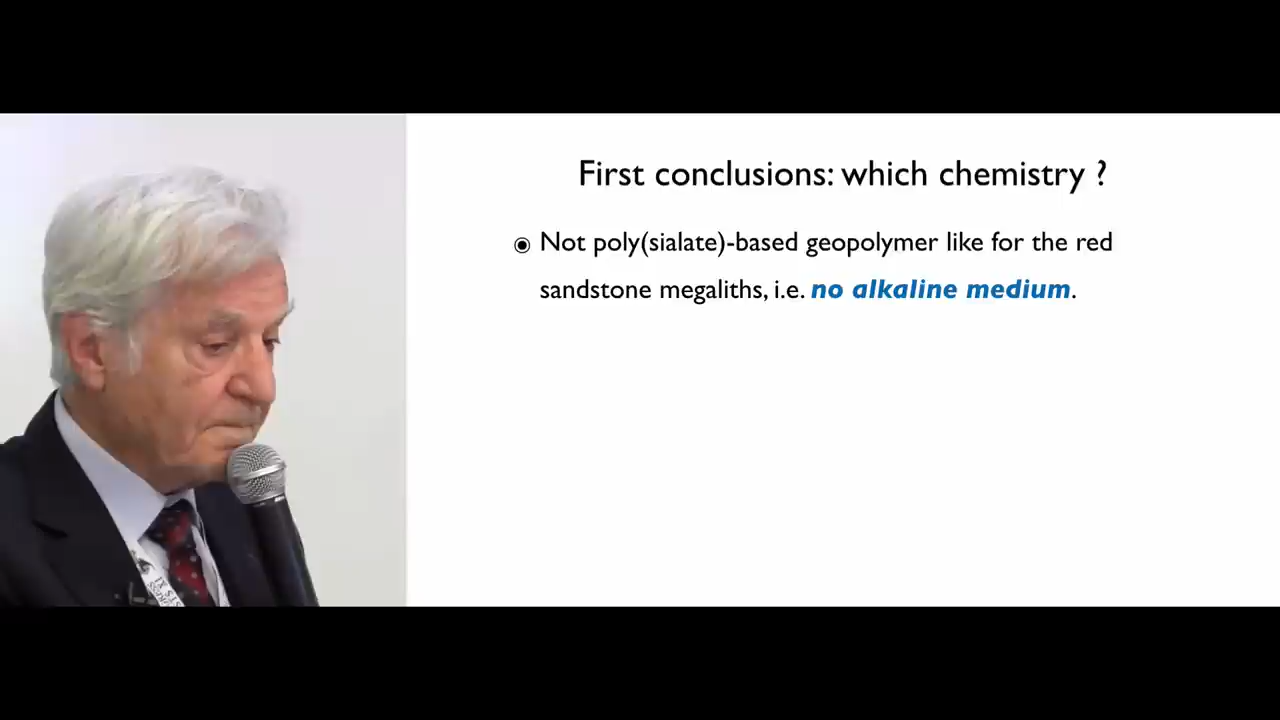 First conclusions: which chemistry ?
Not poly(sialate)-based geopolymer like for the red
sandstone megaliths, i.e. no alkaline medium.